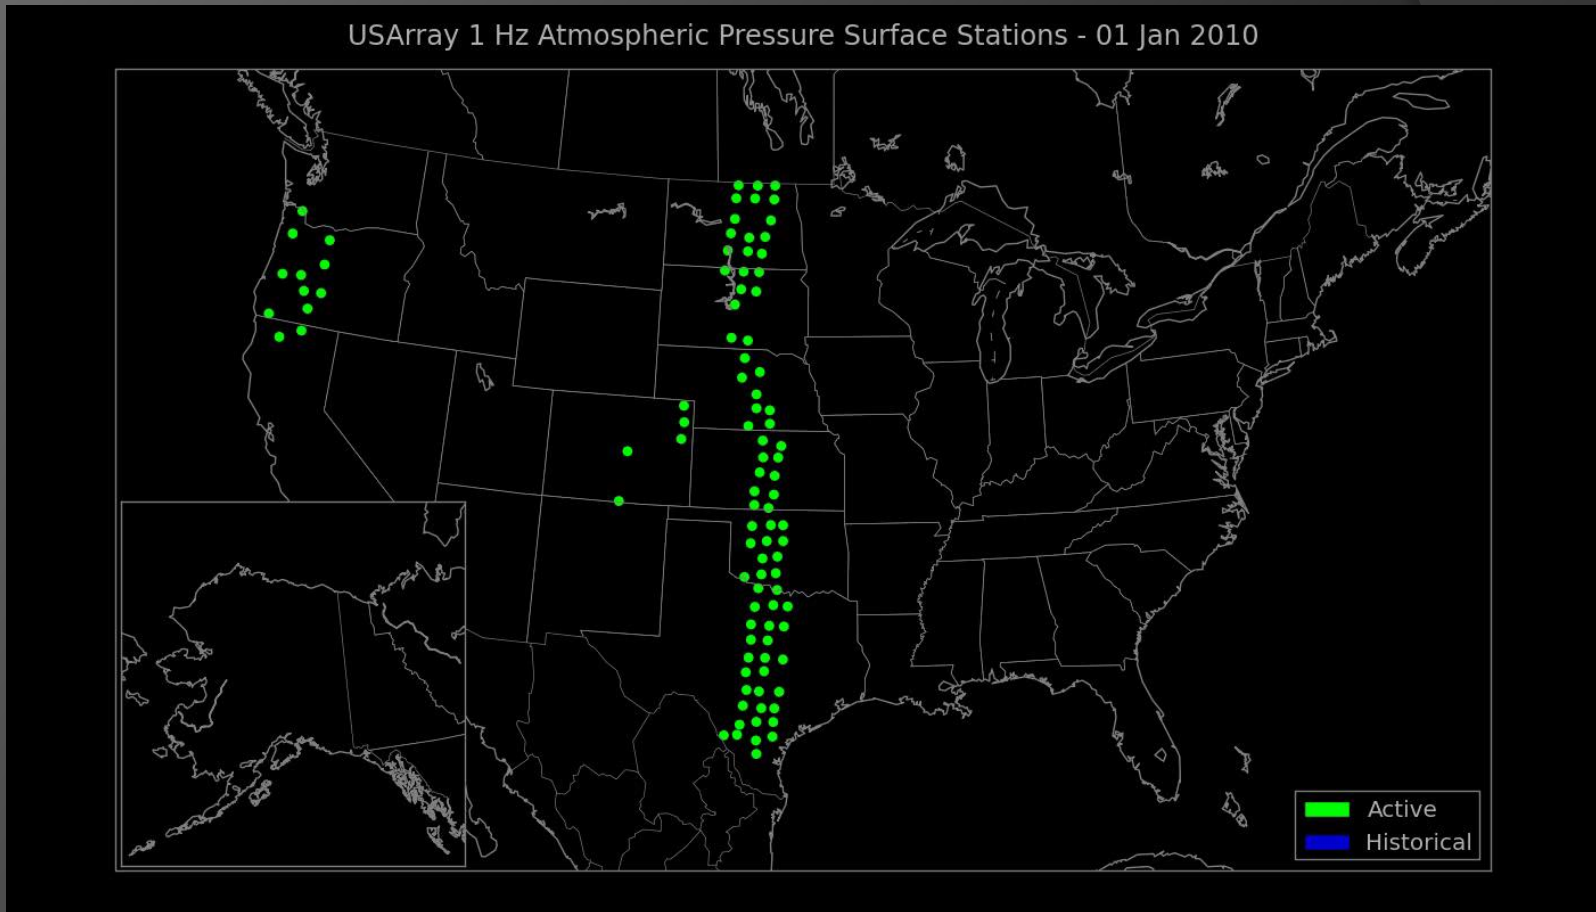 USArray 1 Hz Atmospheric Pressure Surface Stations - 01 Jan 2010
Active
Historical